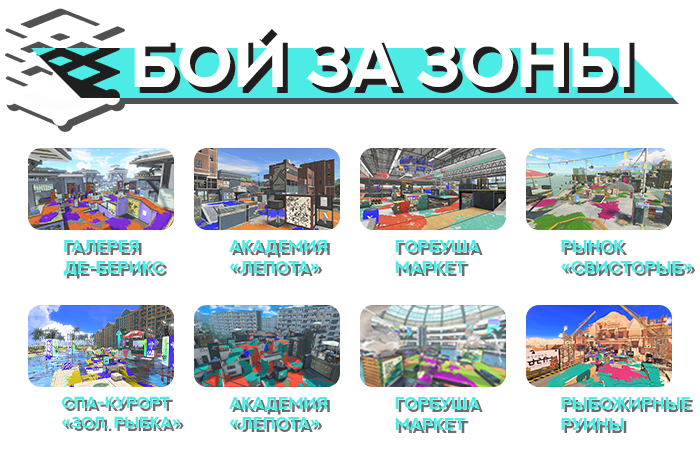 БОЙ ЗА ЗОНЫ
ГАЛЕРЕЯ
ДЕ-БЕРИКС
АКАДЕМИЯ
«ЛЕПОТА»
ГОРБУША
МАРКЕТ
РЫНОК
«СВИСТОРЫБ»
СПА-КУРОРТ
«ЗОЛ. РЫБКА»
АКАДЕМИЯ
«ЛЕПОТА»
ГОРБУША
МАРКЕТ
РЫБОЖИРНЫЕ
РУИНЫ